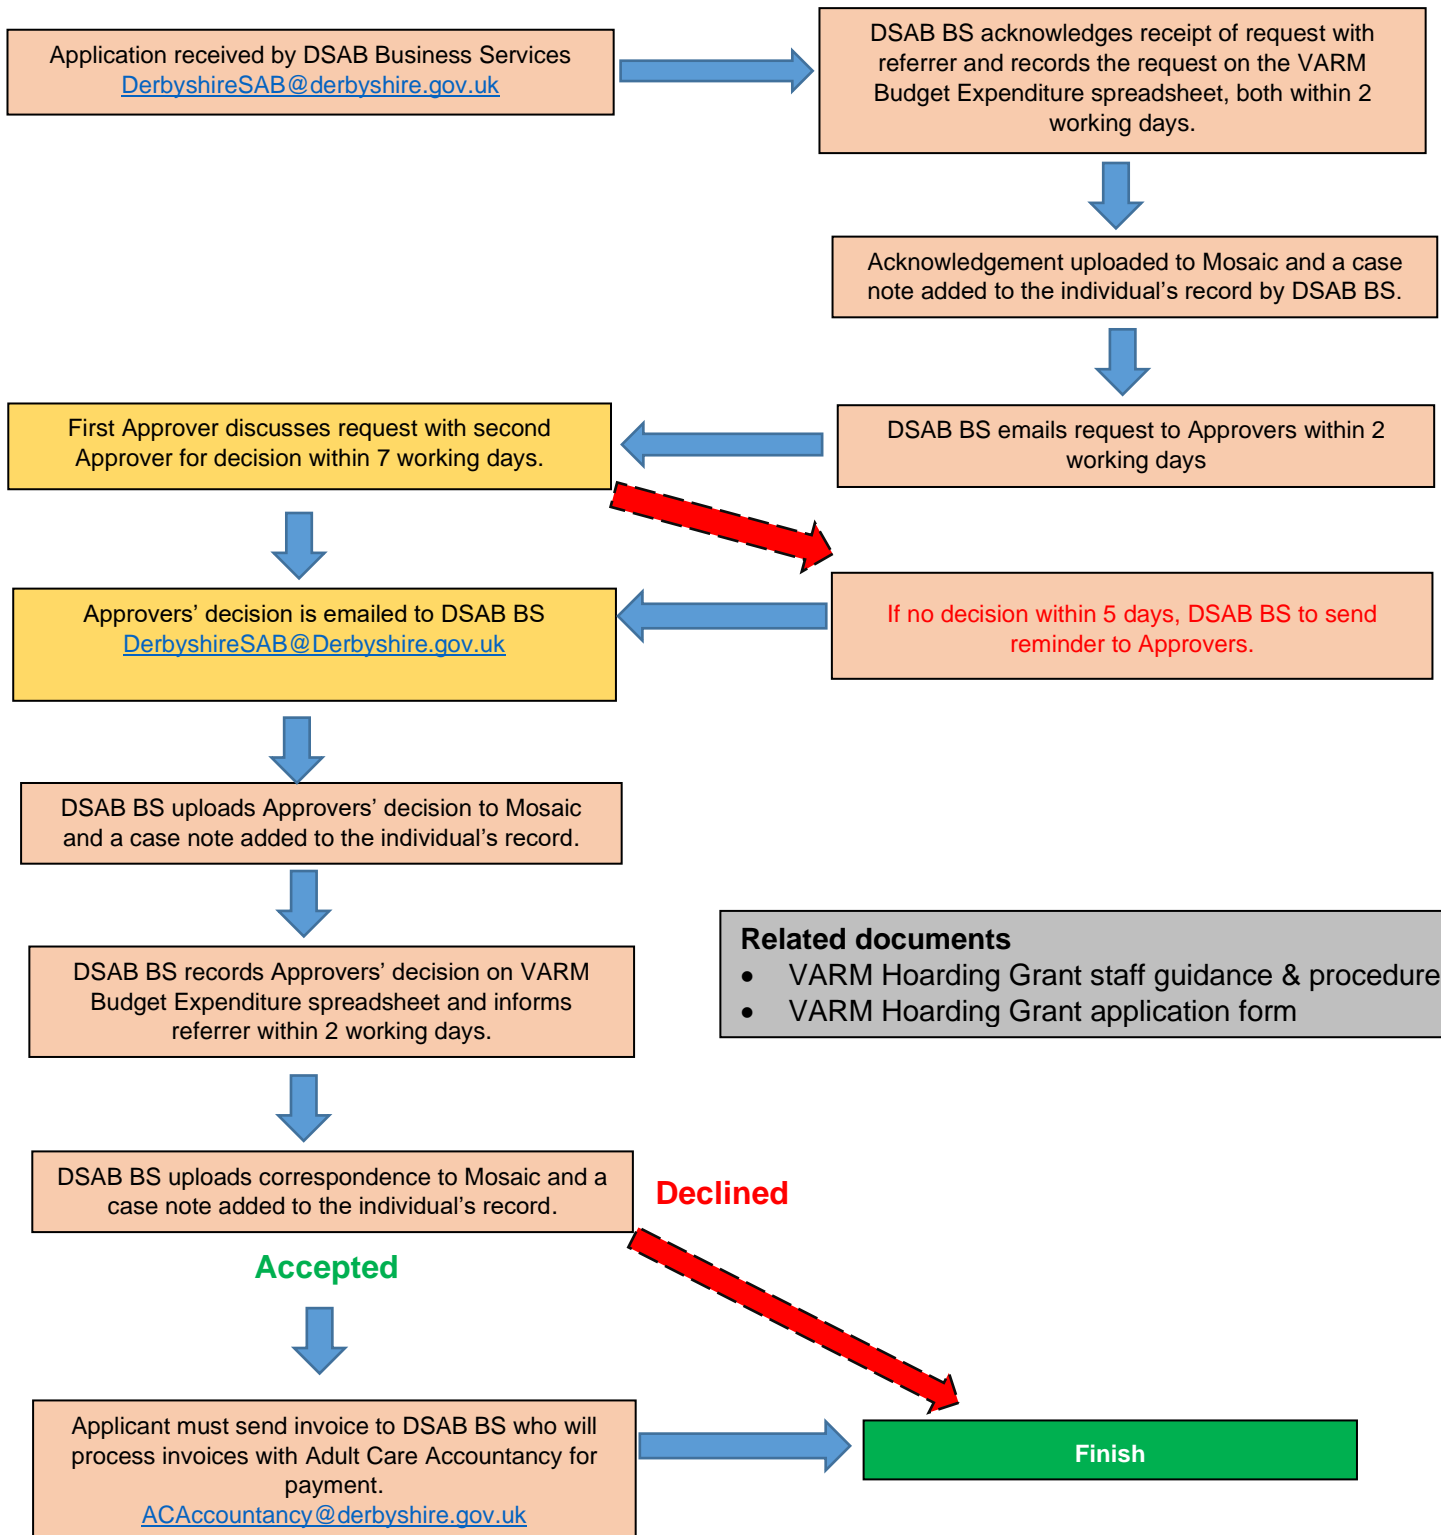 Application received by DSAB Business Services
DerbyshireSAB@derbyshire.gov.uk
DSAB BS acknowledges receipt of request with
referrer and records the request on the VARM
Budget Expenditure spreadsheet, both within 2
working days.
Acknowledgement uploaded to Mosaic and a case
note added to the individual’s record by DSAB BS.
DSAB BS emails request to Approvers within 2
working days
First Approver discusses request with second
Approver for decision within 7 working days.
If no decision within 5 days, DSAB BS to send
reminder to Approvers.
Approvers’ decision is emailed to DSAB BS
DerbyshireSAB@Derbyshire.gov.uk
DSAB BS uploads Approvers’ decision to Mosaic
and a case note added to the individual’s record.
DSAB BS records Approvers’ decision on VARM
Budget Expenditure spreadsheet and informs
referrer within 2 working days.
Related documents
• VARM Hoarding Grant staff guidance & procedure
• VARM Hoarding Grant application form
DSAB BS uploads correspondence to Mosaic and a
case note added to the individual’s record.
Declined
Accepted
Applicant must send invoice to DSAB BS who will
process invoices with Adult Care Accountancy for
payment.
ACAccountancy@derbyshire.gov.uk
Finish